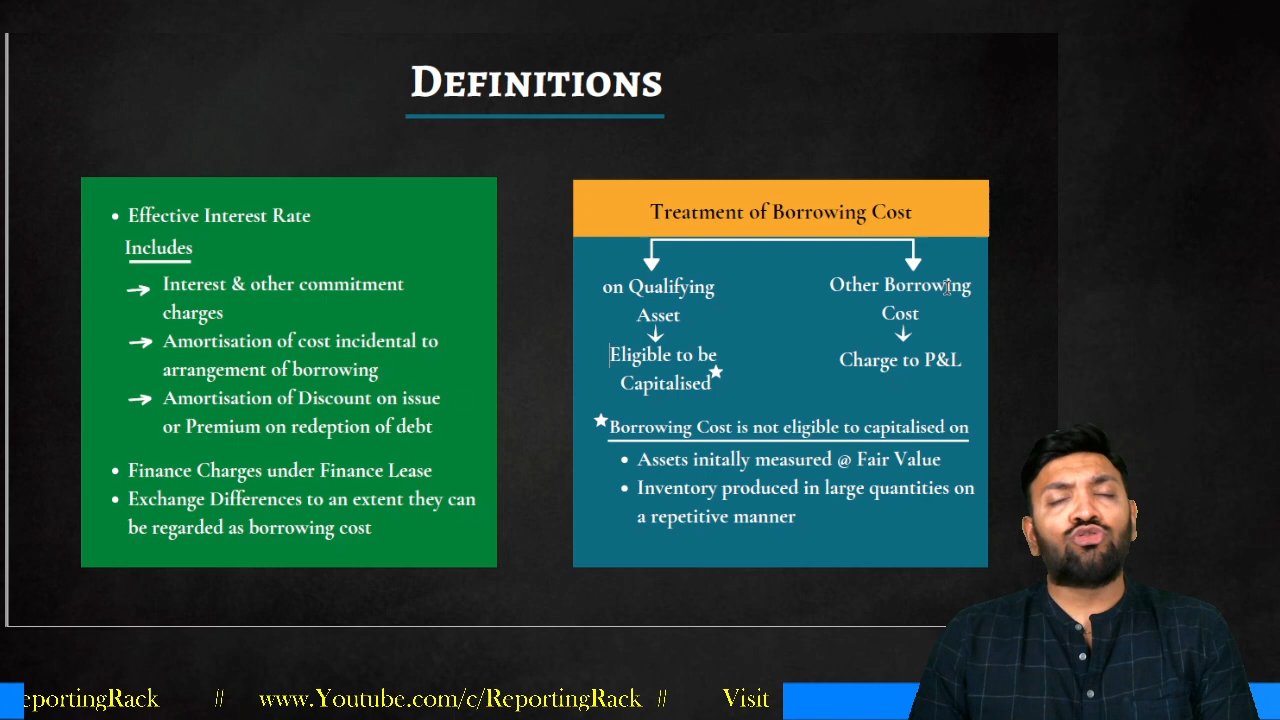 Definitions
• Effective Interest Rate
Includes
Interest & other commitment
charges
Amortisation of cost incidental to
arrangement of borrowing
Amortisation of Discount on issue
or Premium on redeption of debt
• Finance Charges under Finance Lease
• Exchange Differences to an extent they can
be regarded as borrowing cost
Treatment of Borrowing Cost
on Qualifying
Asset
Eligible to be
Capitalised
Other Borrowing
Cost
Charge to P&L
Borrowing Cost is not eligible to capitalised on
• Assets initally measured @ Fair Value
• Inventory produced in large quantities on
a repetitive manner
eportingRack // www.Youtube.com/c/ReportingRack // Visit